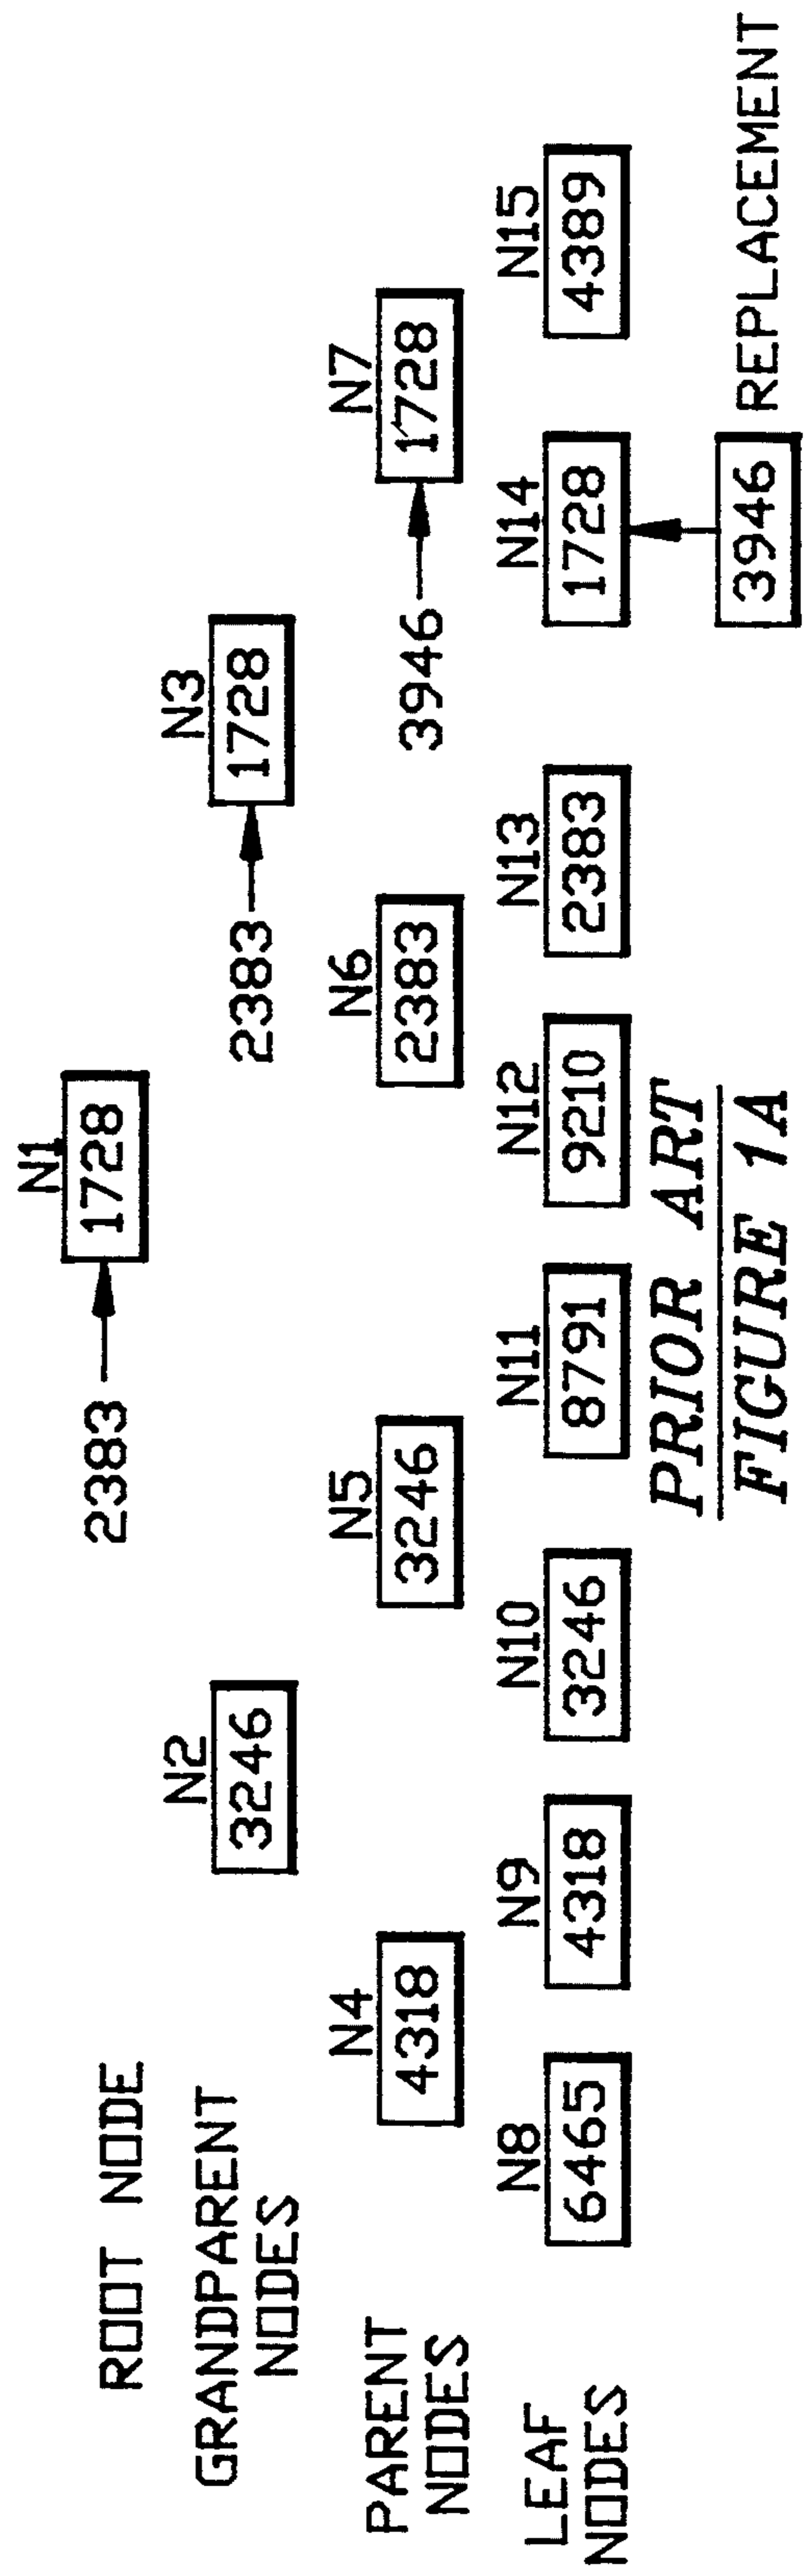 N1
ROOT NODE
2383
1728
N2
N3
GRANDPARENT
NODES
3246
2383
1728
N4
N5
N6
N7
PARENT
NODES
4318
3246
2383
3946
1728
N8
N9
N10
N11
N12
N13
N14
N15
LEAF
NODES
6465
4318
3246
8791
9210
2383
1728
4389
3946
REPLACEMENT
PRIOR ART
FIGURE 1A